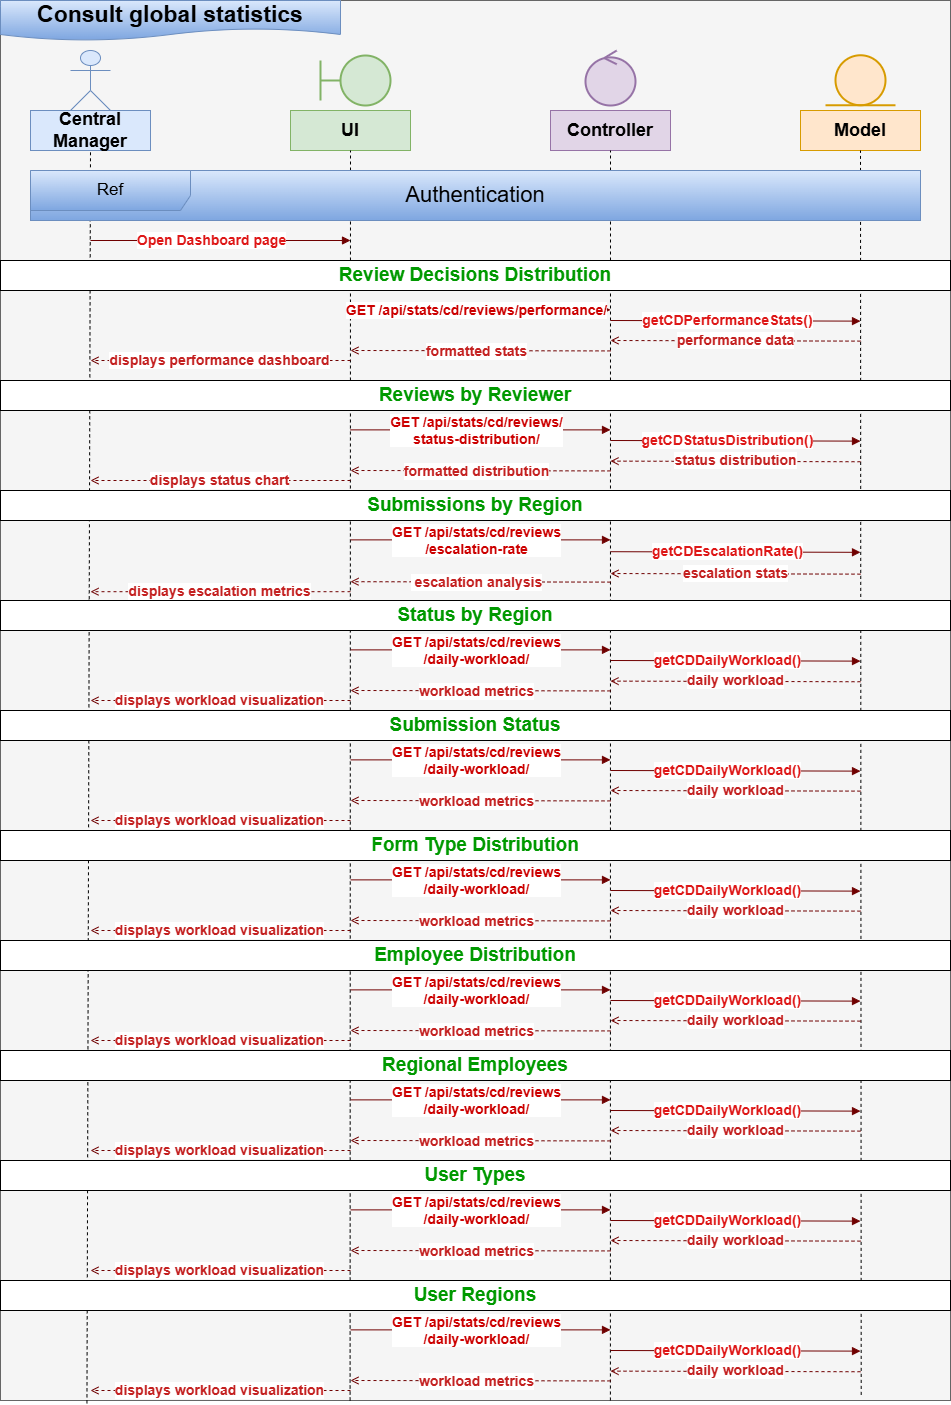 Consult global statistics
Central
Manager
UI
Controller
Model
Ref
Authentication
Open Dashboard page
Review Decisions Distribution
GET /api/stats/cd/reviews/performance/
getCDPerformanceStats()
performance data
formatted stats
displays performance dashboard
Reviews by Reviewer
GET /api/stats/cd/reviews/
status-distribution/
getCDStatusDistribution()
status distribution
formatted distribution
displays status chart
Submissions by Region
GET /api/stats/cd/reviews
/escalation-rate
getCDEscalationRate()
escalation stats
escalation analysis
displays escalation metrics
Status by Region
GET /api/stats/cd/reviews
/daily-workload/
getCDDailyWorkload()
daily workload
workload metrics
displays workload visualization
Submission Status
GET /api/stats/cd/reviews
/daily-workload/
getCDDailyWorkload()
daily workload
workload metrics
displays workload visualization
Form Type Distribution
GET /api/stats/cd/reviews
/daily-workload/
getCDDailyWorkload()
daily workload
workload metrics
displays workload visualization
Employee Distribution
GET /api/stats/cd/reviews
/daily-workload/
getCDDailyWorkload()
daily workload
workload metrics
displays workload visualization
Regional Employees
GET /api/stats/cd/reviews
/daily-workload/
getCDDailyWorkload()
daily workload
workload metrics
displays workload visualization
User Types
GET /api/stats/cd/reviews
/daily-workload/
getCDDailyWorkload()
daily workload
workload metrics
displays workload visualization
User Regions
GET /api/stats/cd/reviews
/daily-workload/
getCDDailyWorkload()
daily workload
workload metrics
displays workload visualization